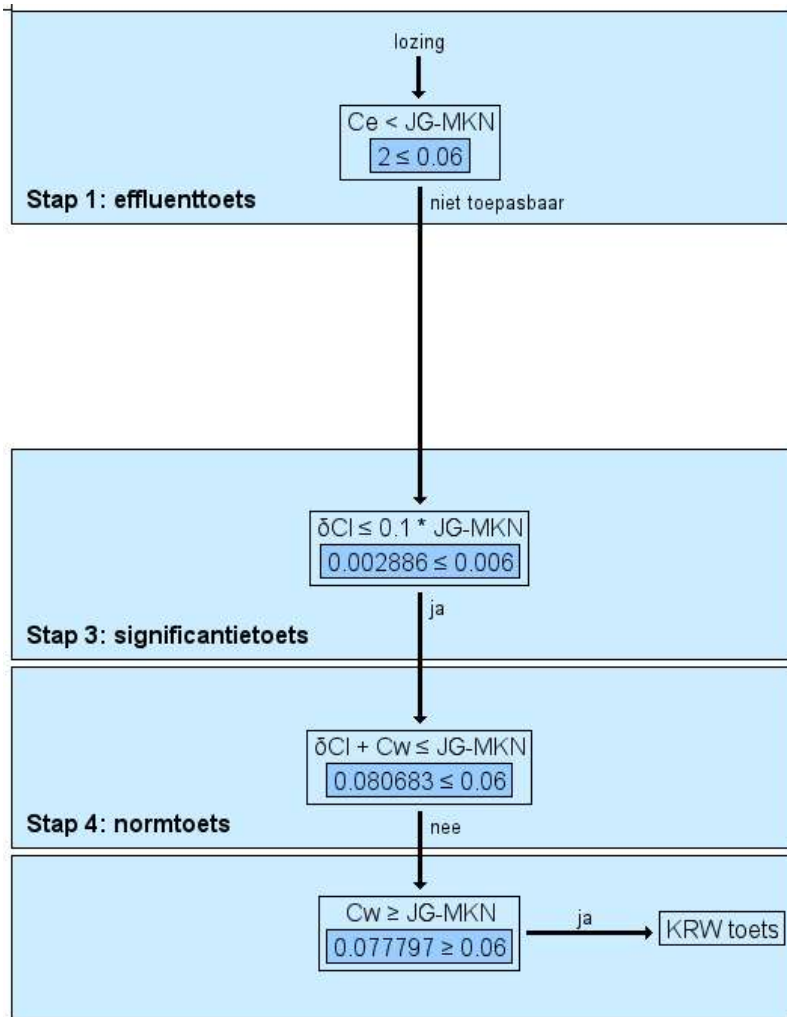 lozing
Ce < JG-MKN
2 ≤ 0.06
Stap 1: effluenttoets
niet toepasbaar
δCl ≤ 0.1 * JG-MKN
0.002886 ≤ 0.006
ja
Stap 3: significantietoets
δCl + Cw ≤ JG-MKN
0.080683 ≤ 0.06
Stap 4: normtoets
nee
Cw ≥ JG-MKN
0.077797 ≥ 0.06
ja
KRW toets